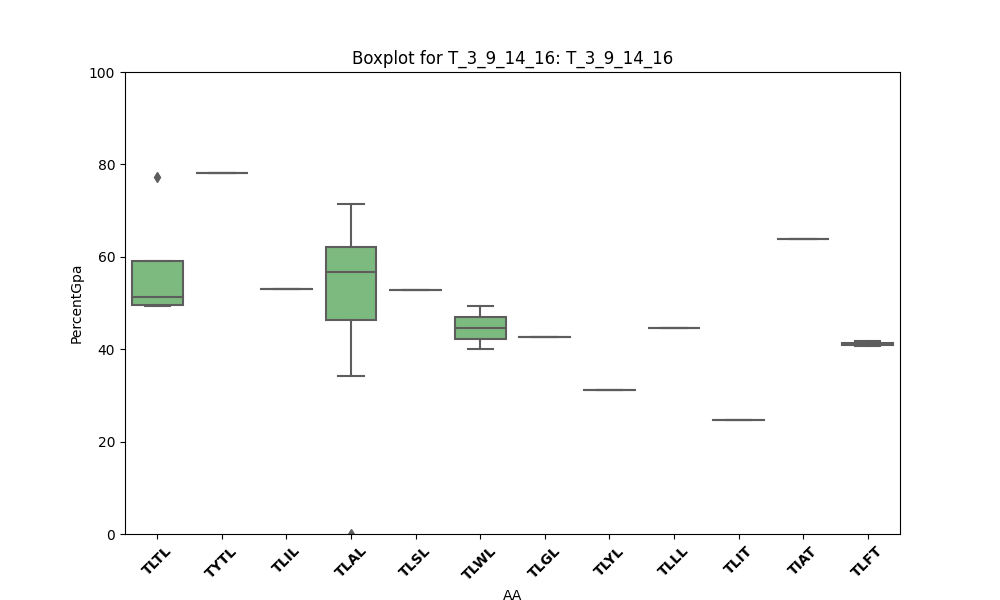 Boxplot for T_3_9_14_16: T_3_9_14_16
100
80
60
40
20
0
PercentGpa
TLTL
TYTL
TLIL
TLAL
TLSL
TLWL
TLGL
TLYL
TLLL
TLIT
TIAT
TLFT
AA